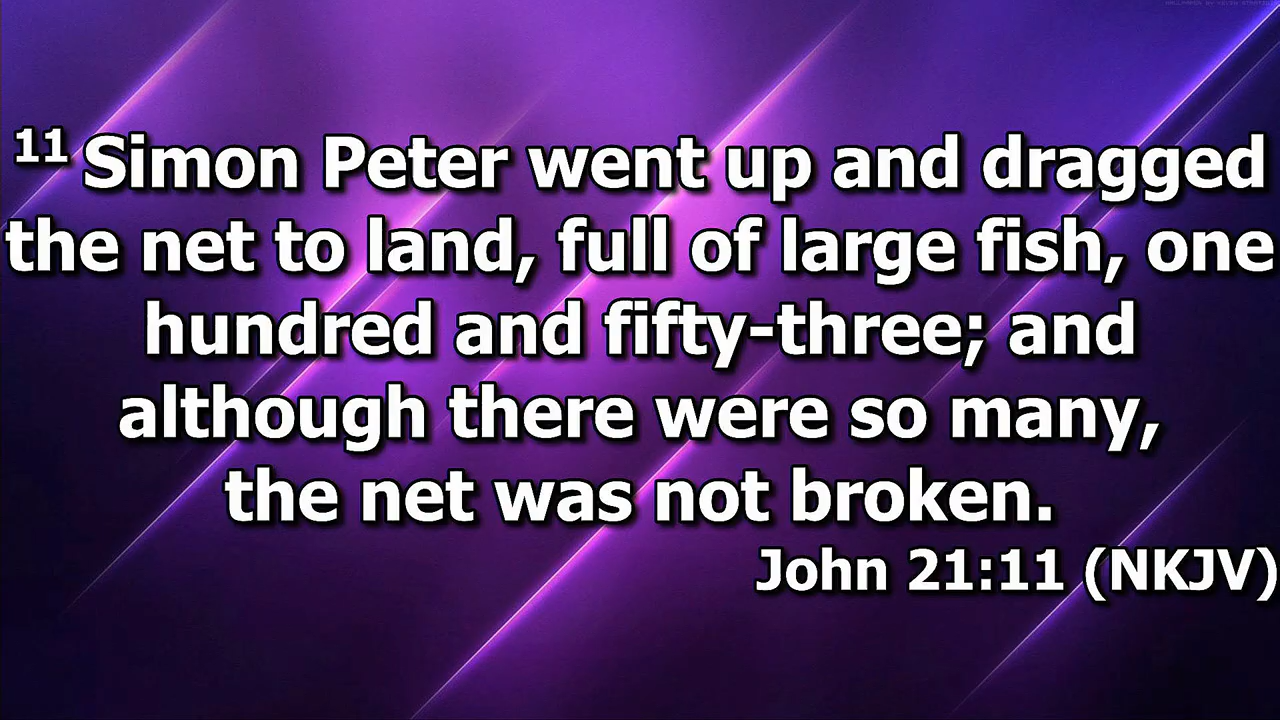 11 Simon Peter went up and dragged
the net to land, full of large fish, one
hundred and fifty-three; and
although there were so many,
the net was not broken.
John 21:11 (NKJV)